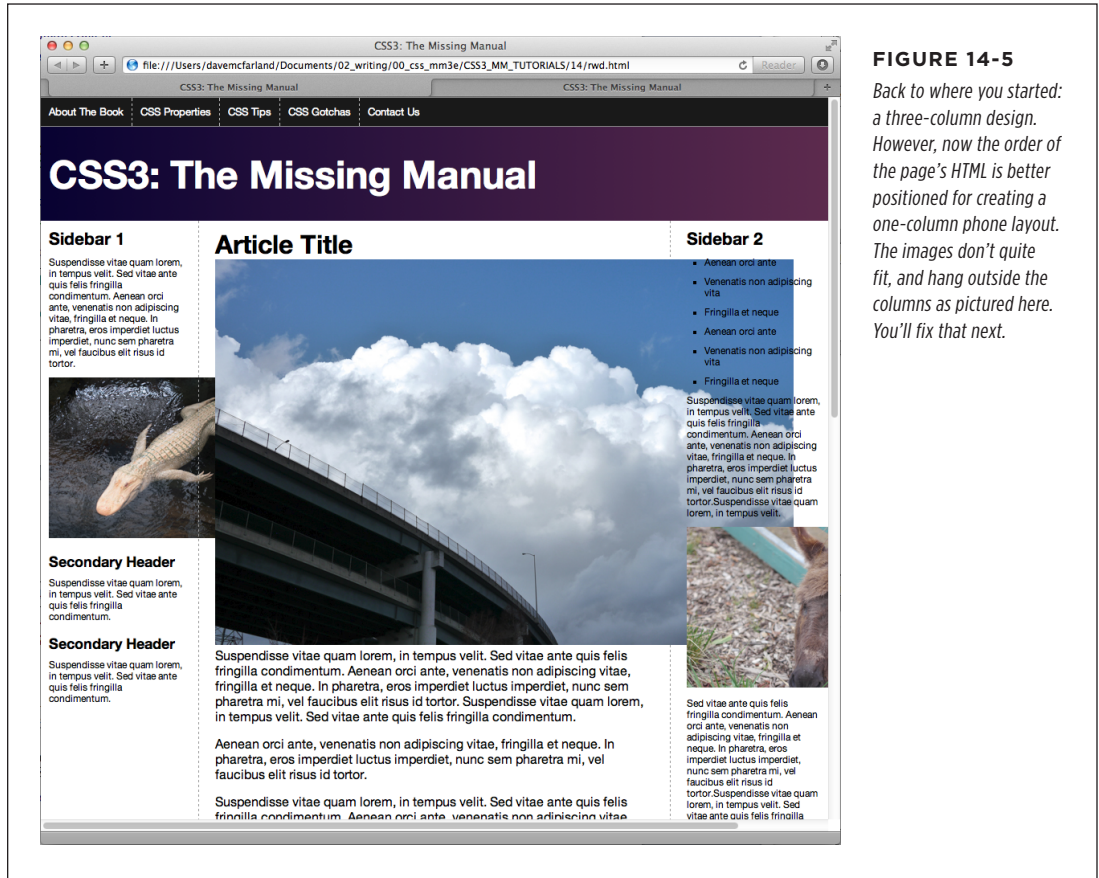 CSS3: The Missing Manual
file:///Users/davemcfarland/Documents/02_writing/00_css_mm3e/CSS3_MM_TUTORIALS/14/rwd.html
Reader
CSS3: The Missing Manual
CSS3: The Missing Manual
About The Book
CSS Properties
CSS Tips
CSS Gotchas
Contact Us
CSS3: The Missing Manual
Sidebar 1
Suspendisse vitae quam lorem,
in tempus velit. Sed vitae ante
quis felis fringilla
condimentum. Aenean orci
ante, venenatis non adipiscing
vitae, fringilla et neque. In
pharetra, eros imperdiet luctus
imperdiet, nunc sem pharetra
mi, vel faucibus elit risus id
tortor.
Secondary Header
Suspendisse vitae quam lorem,
in tempus velit. Sed vitae ante
quis felis fringilla
condimentum.
Secondary Header
Suspendisse vitae quam lorem,
in tempus velit. Sed vitae ante
quis felis fringilla
condimentum.
Article Title
Suspendisse vitae quam lorem, in tempus velit. Sed vitae ante quis felis
fringilla condimentum. Aenean orci ante, venenatis non adipiscing vitae,
fringilla et neque. In pharetra, eros imperdiet luctus imperdiet, nunc sem
pharetra mi, vel faucibus elit risus id tortor. Suspendisse vitae quam lorem,
in tempus velit. Sed vitae ante quis felis fringilla condimentum.
Aenean orci ante, venenatis non adipiscing vitae, fringilla et neque. In
pharetra, eros imperdiet luctus imperdiet, nunc sem pharetra mi, vel
faucibus elit risus id tortor.
Suspendisse vitae quam lorem, in tempus velit. Sed vitae ante quis felis
fringilla condimentum. Aenean orci ante, venenatis non adipiscing vitae,
Sidebar 2
Aenean orci ante
Venenatis non adipiscing
vita
Fringilla et neque
Aenean orci ante
Venenatis non adipiscing
vita
Fringilla et neque
Suspendisse vitae quam lorem,
in tempus velit. Sed vitae ante
quis felis fringilla
condimentum. Aenean orci
ante, venenatis non adipiscing
vitae, fringilla et neque. In
pharetra, eros imperdiet luctus
imperdiet, nunc sem pharetra
mi, vel faucibus elit risus id
tortor.Suspendisse vitae quam
lorem, in tempus velit.
Sed vitae ante quis felis
fringilla condimentum. Aenean
orci ante, venenatis non
adipiscing vitae, fringilla et
neque. In pharetra, eros
imperdiet luctus imperdiet,
nunc sem pharetra mi, vel
faucibus elit risus id
tortor.Suspendisse vitae quam
lorem, in tempus velit. Sed
vitae ante quis felis fringilla
FIGURE 14-5
Back to where you started:
a three-column design.
However, now the order of
the page's HTML is better
positioned for creating a
one-column phone layout.
The images don't quite
fit, and hang outside the
columns as pictured here.
You'll fix that next.